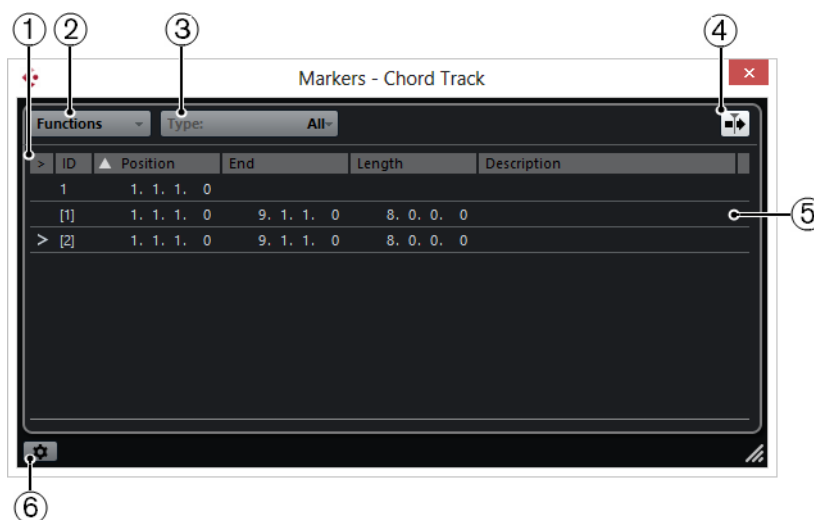 1 2 3 4
Markers - Chord Track
Functions Type: All
> ID Position End Length Description
1 1. 1. 1. 0
[1] 1. 1. 1. 0 9. 1. 1. 0 8. 0. 0. 0
5
> [2] 1. 1. 1. 0 9. 1. 1. 0 8. 0. 0. 0
6